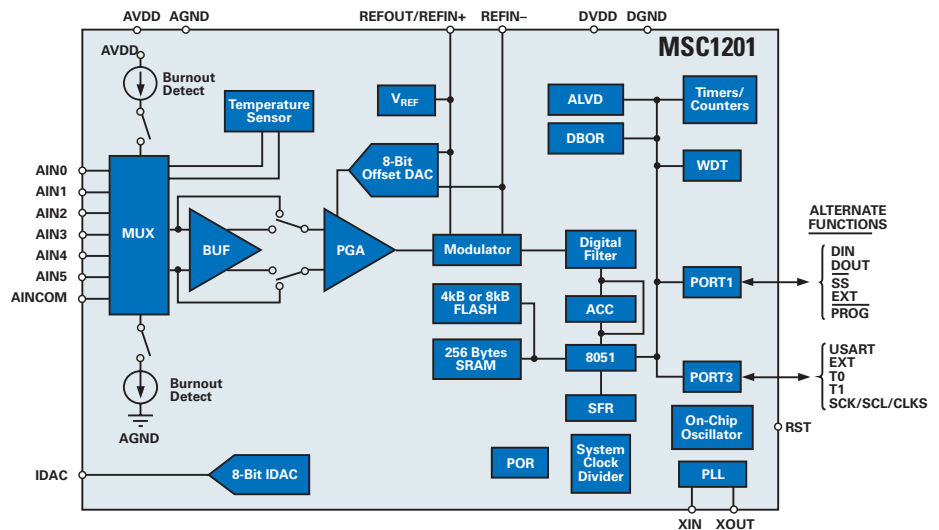 AVDD AGND REFOUT/REFIN+ REFIN– DVDD DGND
MSC1201
AVDD
Burnout
Detect
Temperature
Sensor
VREF
ALVD
Timers/
Counters
DBOR
8-Bit
Offset DAC
WDT
AIN0
AIN1
AIN2
AIN3
AIN4
AIN5
AINCOM
MUX
BUF
PGA
Modulator
Digital
Filter
ALTERNATE
FUNCTIONS
DIN
DOUT
SS
EXT
PROG
PORT1
4kB or 8kB
FLASH
ACC
256 Bytes
SRAM
8051
PORT3
USART
EXT
T0
T1
SCK/SCL/CLKS
SFR
Burnout
Detect
AGND
On-Chip
Oscillator
RST
IDAC
8-Bit IDAC
POR
System
Clock
Divider
PLL
XIN XOUT